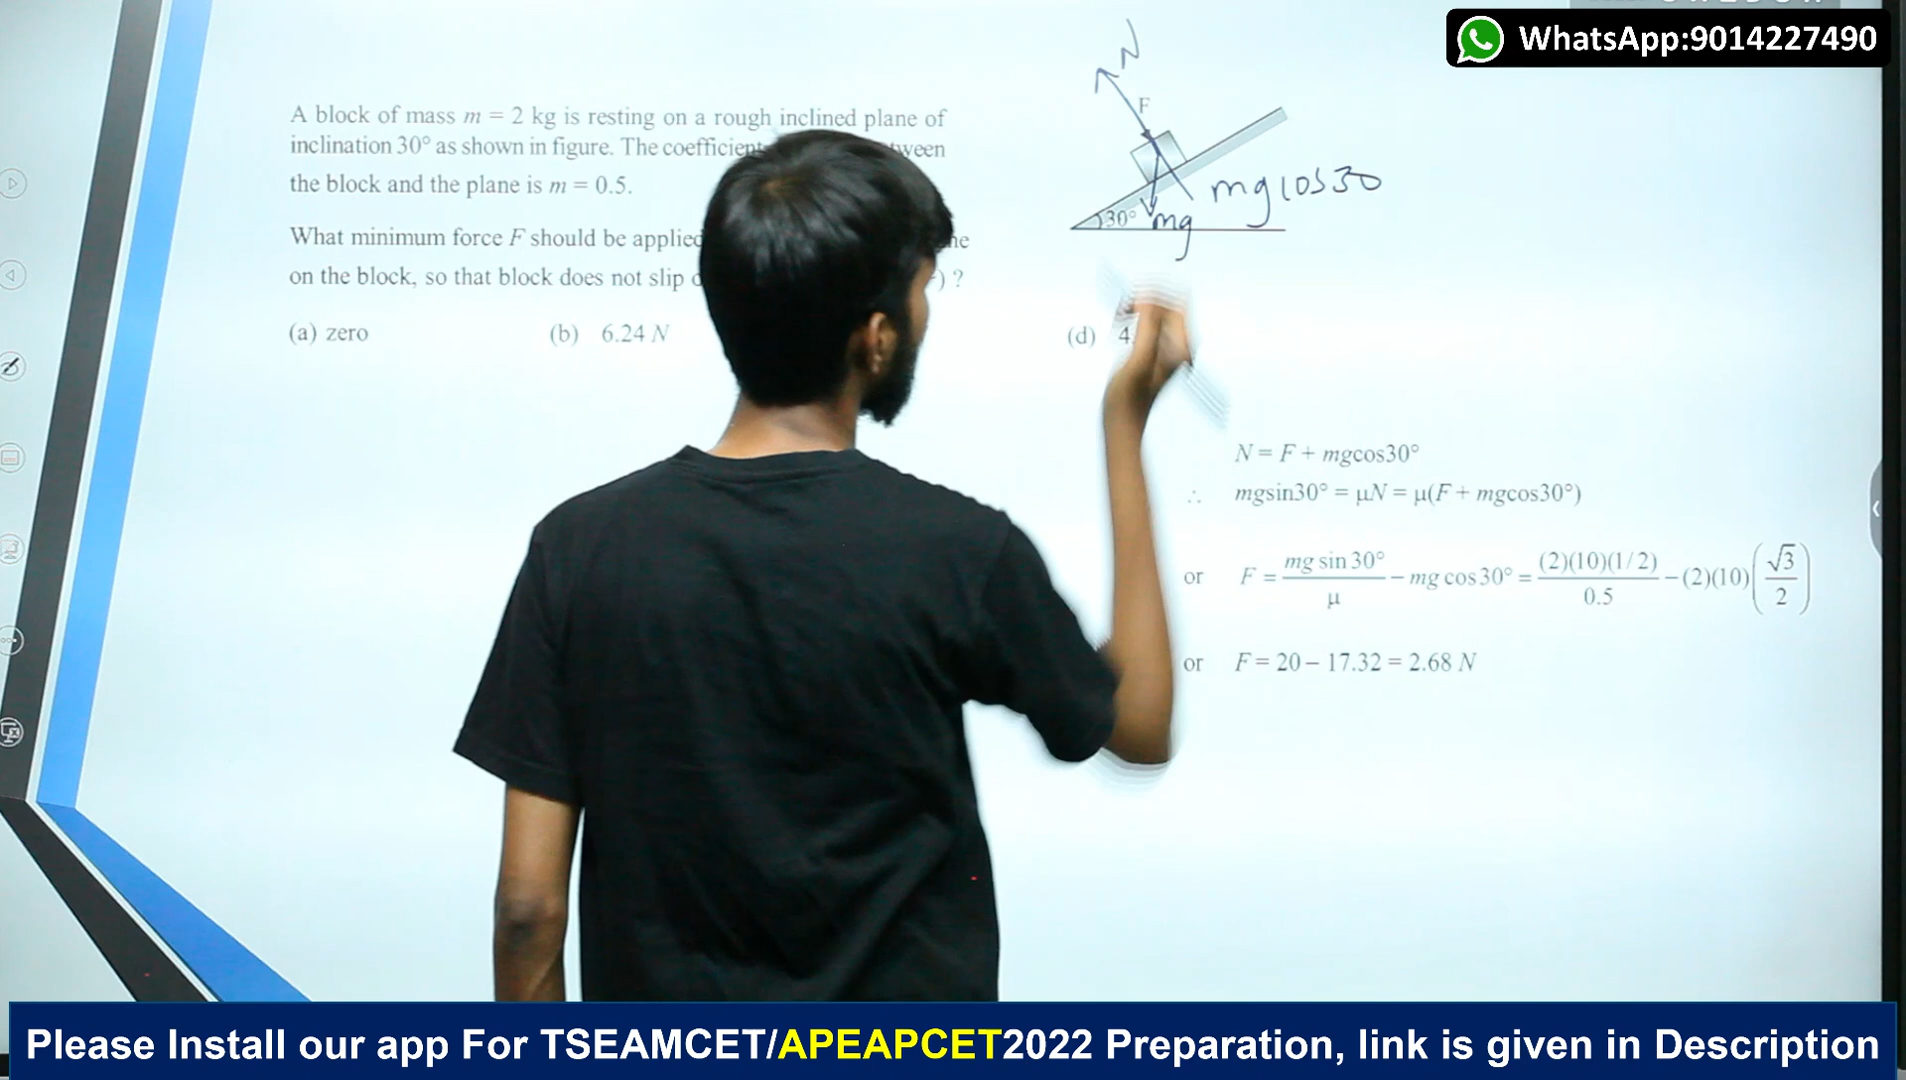 WhatsApp:9014227490
A block of mass m = 2 kg is resting on a rough inclined plane of
inclination 30° as shown in figure. The
the block and the plane is m = 0.5.
What minimum force F should be applied
on the block, so that block does not slip ) ?
(a) zero (b) 6.24 N (d) 4
N
F
mg cos 30
30°
mg
N = F + mgcos30°
∴ mgsin30° = μN = μ(F + mgcos30°)
or F = mg sin 30° / μ − mg cos 30° = (2)(10)(1/2) / 0.5 − (2)(10)(√3 / 2)
or F = 20 – 17.32 = 2.68 N
Please Install our app For TSEAMCET/APEAPCET2022 Preparation, link is given in Description